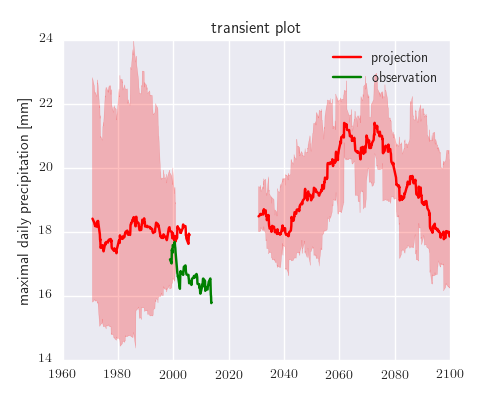 transient plot
projection
observation
maximal daily precipitation [mm]
24
22
20
18
16
14
1960 1980 2000 2020 2040 2060 2080 2100